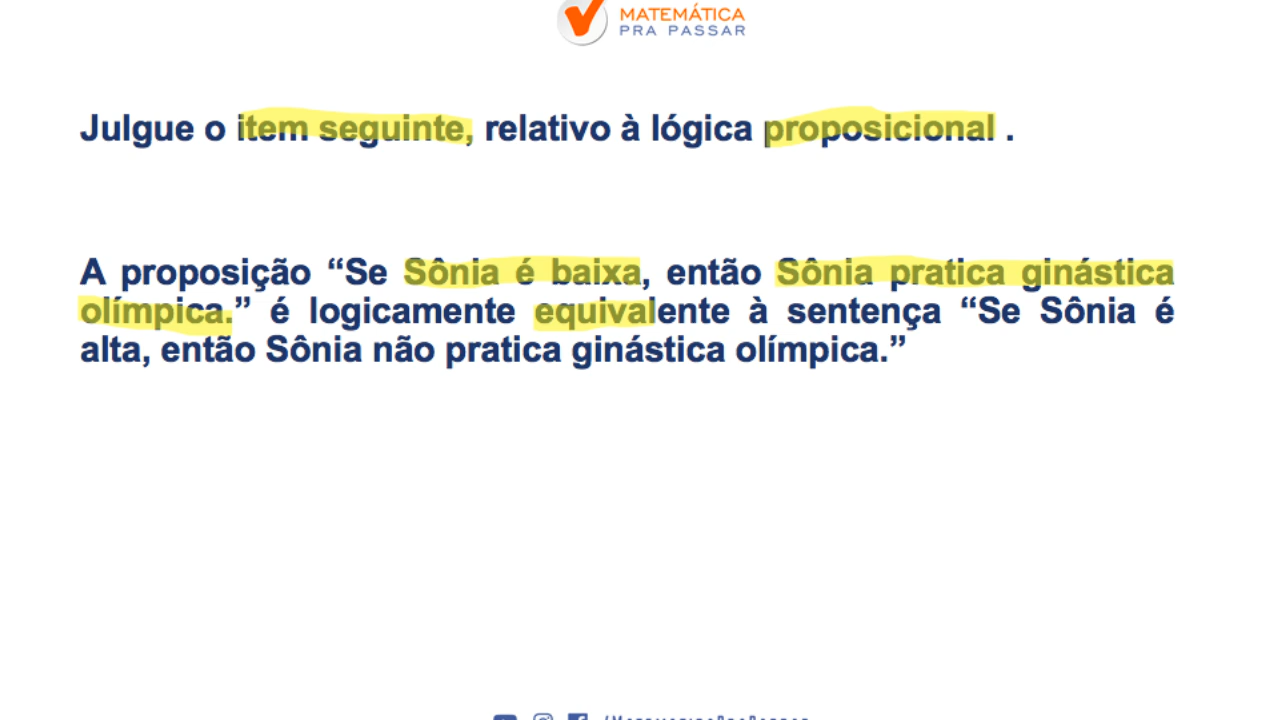 MATEMÁTICA
PRA PASSAR
Julgue o item seguinte, relativo à lógica proposicional .
A proposição “Se Sônia é baixa, então Sônia pratica ginástica
olímpica.” é logicamente equivalente à sentença “Se Sônia é
alta, então Sônia não pratica ginástica olímpica.”